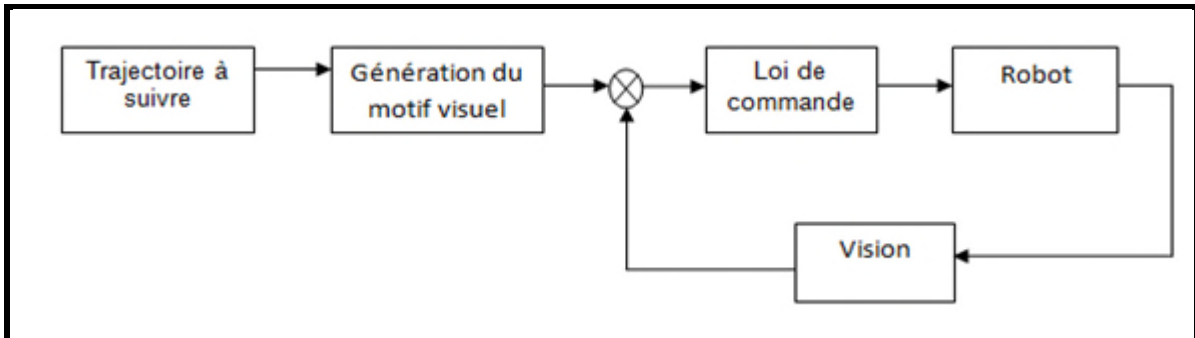 Trajectoire à
suivre
Génération du
motif visuel
Loi de
commande
Robot
Vision